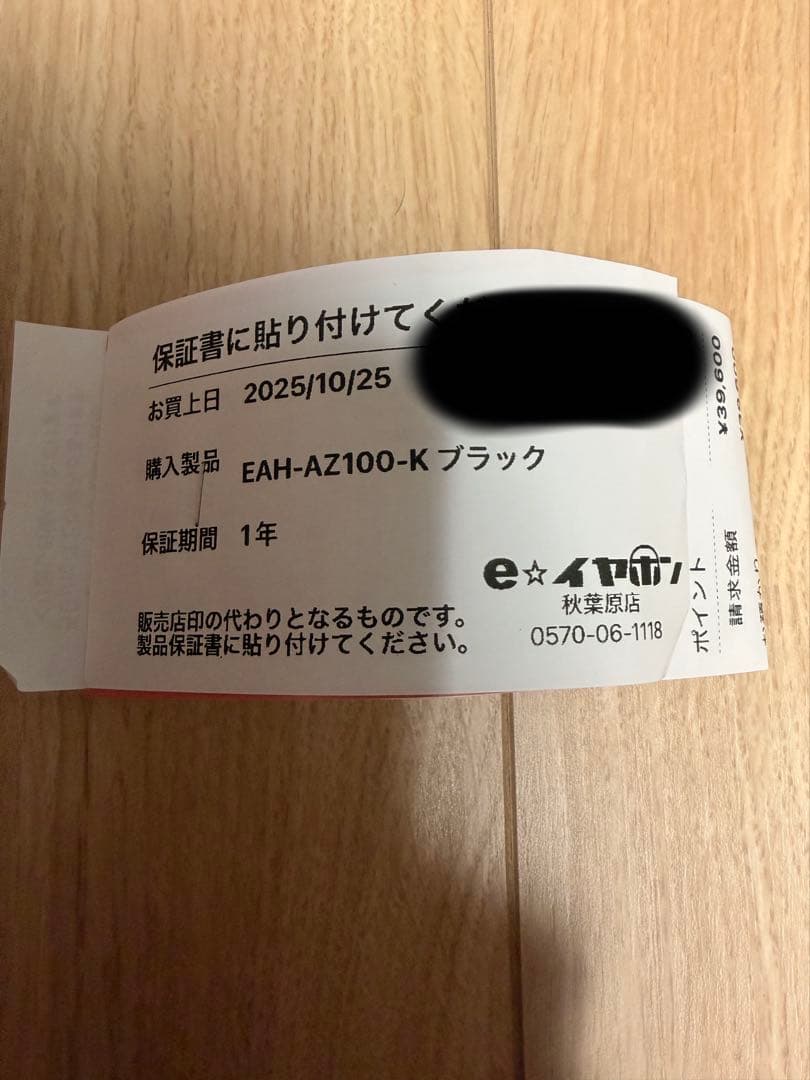 保証書に貼り付けてく
お買上日 2025/10/25
購入製品 EAH-AZ100-K ブラック
保証期間 1年
e☆イヤホン
秋葉原店
0570-06-1118
販売店印の代わりとなるものです。
製品保証書に貼り付けてください。
¥39,600
ポイント
請求金額